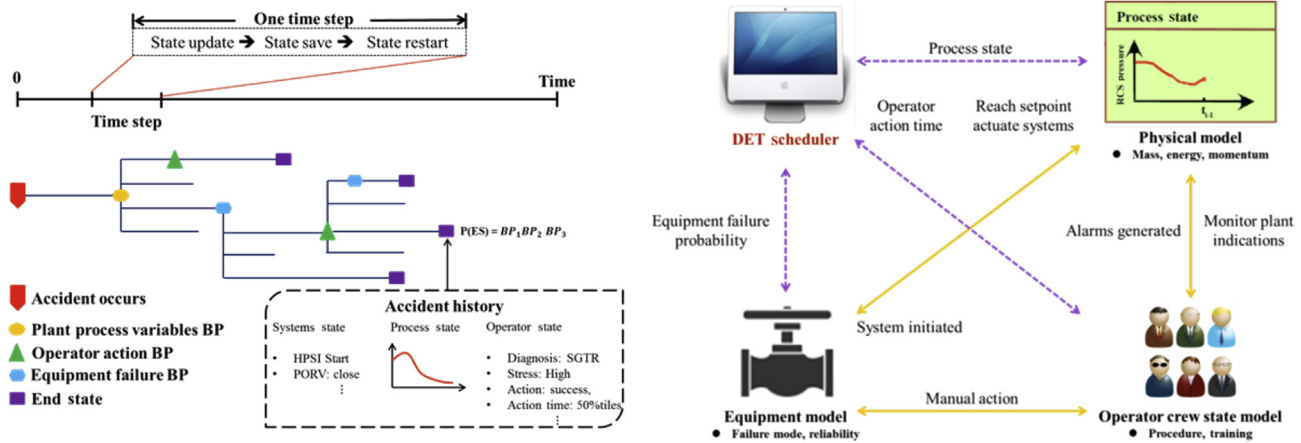 One time step
State update ➔ State save ➔ State restart
0
Time
Time step
P(ES) = BP₁BP₂ BP₃
Accident occurs
Plant process variables BP
Operator action BP
Equipment failure BP
End state
Accident history
Systems state
• HPSI Start
• PORV: close
⋮
Process state
Operator state
• Diagnosis: SGTR
• Stress: High
• Action: success,
• Action time: 50%tiles
⋮
DET scheduler
Process state
Process state
RCS pressure
tᵢ₋₁
Physical model
● Mass, energy, momentum
Operator
action time
Reach setpoint
actuate systems
Equipment failure
probability
Alarms generated
Monitor plant
indications
System initiated
Manual action
Equipment model
● Failure mode, reliability
Operator crew state model
● Procedure, training